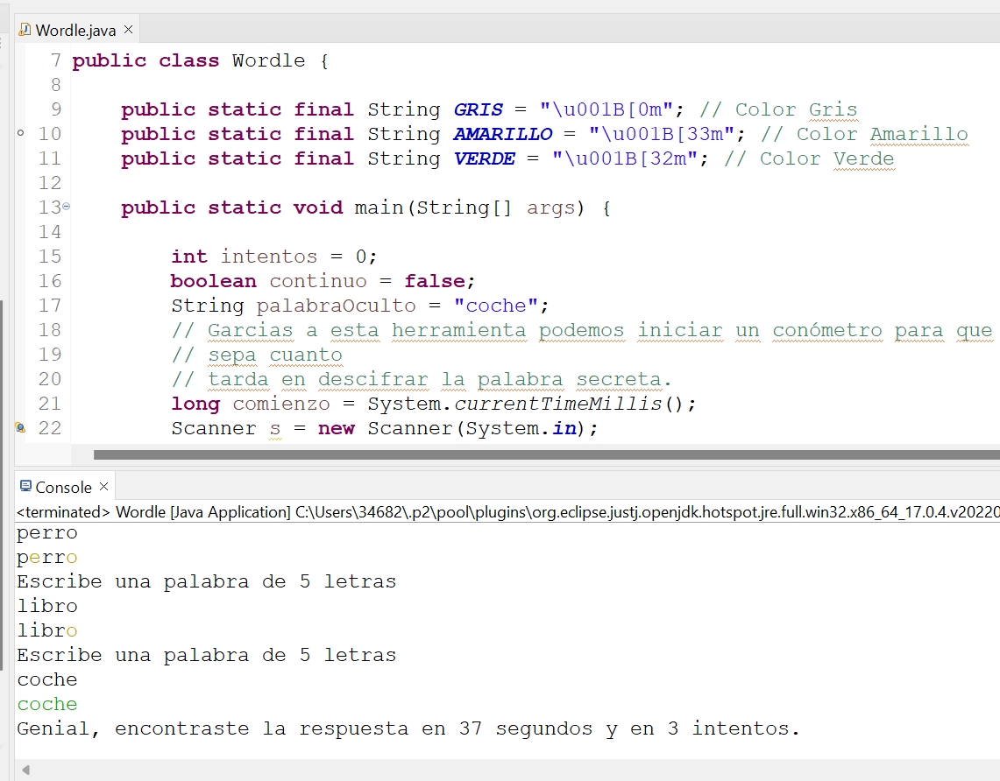 Wordle.java
7 public class Wordle {
8
9 public static final String GRIS = "\u001B[0m"; // Color Gris
10 public static final String AMARILLO = "\u001B[33m"; // Color Amarillo
11 public static final String VERDE = "\u001B[32m"; // Color Verde
12
13 public static void main(String[] args) {
14
15 int intentos = 0;
16 boolean continuo = false;
17 String palabraOculto = "coche";
18 // Garcias a esta herramienta podemos iniciar un conómetro para que
19 // sepa cuanto
20 // tarda en descifrar la palabra secreta.
21 long comienzo = System.currentTimeMillis();
22 Scanner s = new Scanner(System.in);
Console
<terminated> Wordle [Java Application] C:\Users\34682\.p2\pool\plugins\org.eclipse.justj.openjdk.hotspot.jre.full.win32.x86_64_17.0.4.v20220
perro
perro
Escribe una palabra de 5 letras
libro
libro
Escribe una palabra de 5 letras
coche
coche
Genial, encontraste la respuesta en 37 segundos y en 3 intentos.